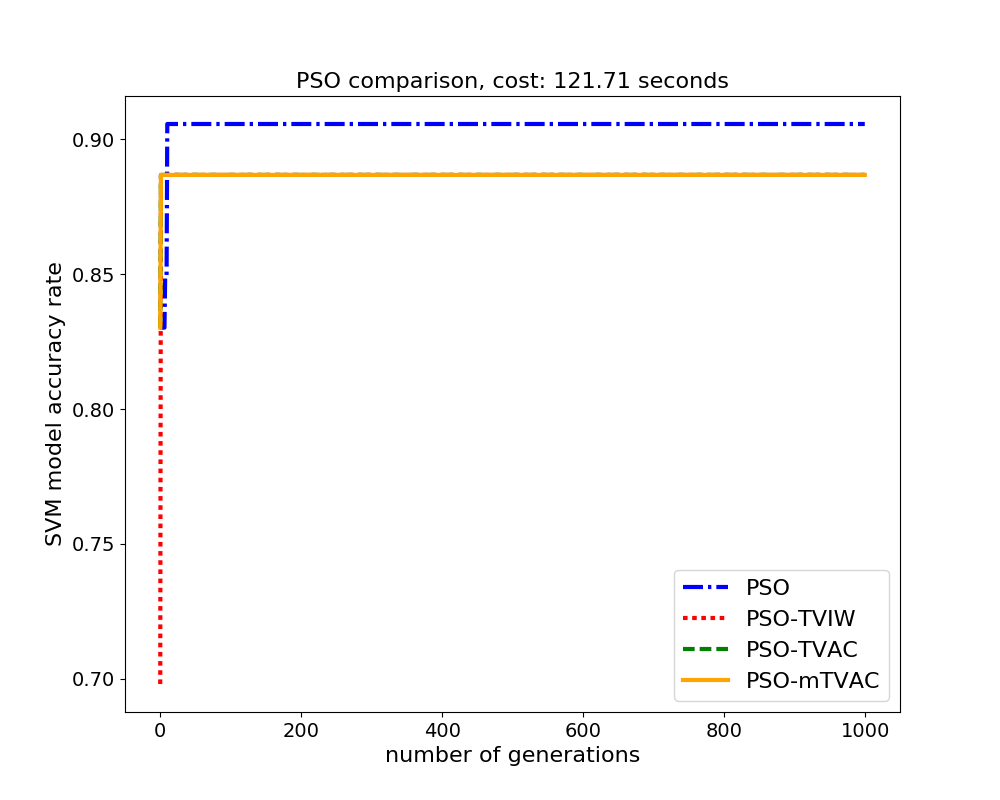 PSO comparison, cost: 121.71 seconds
SVM model accuracy rate
0.90
0.85
0.80
0.75
0.70
0 200 400 600 800 1000
number of generations
PSO
PSO-TVIW
PSO-TVAC
PSO-mTVAC